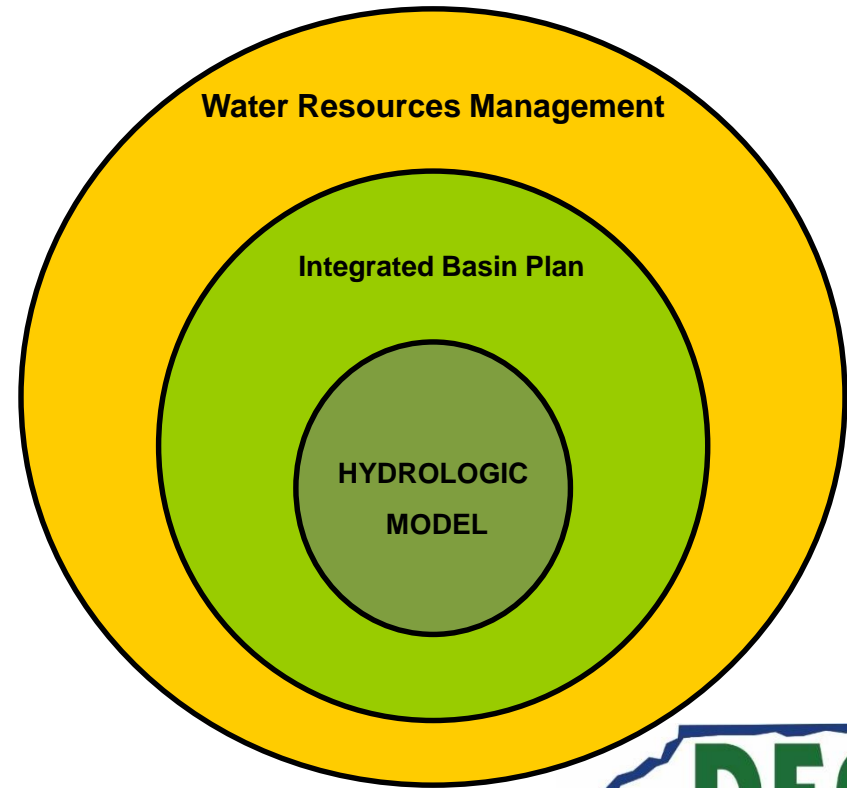 Water Resources Management
Integrated Basin Plan
HYDROLOGIC
MODEL